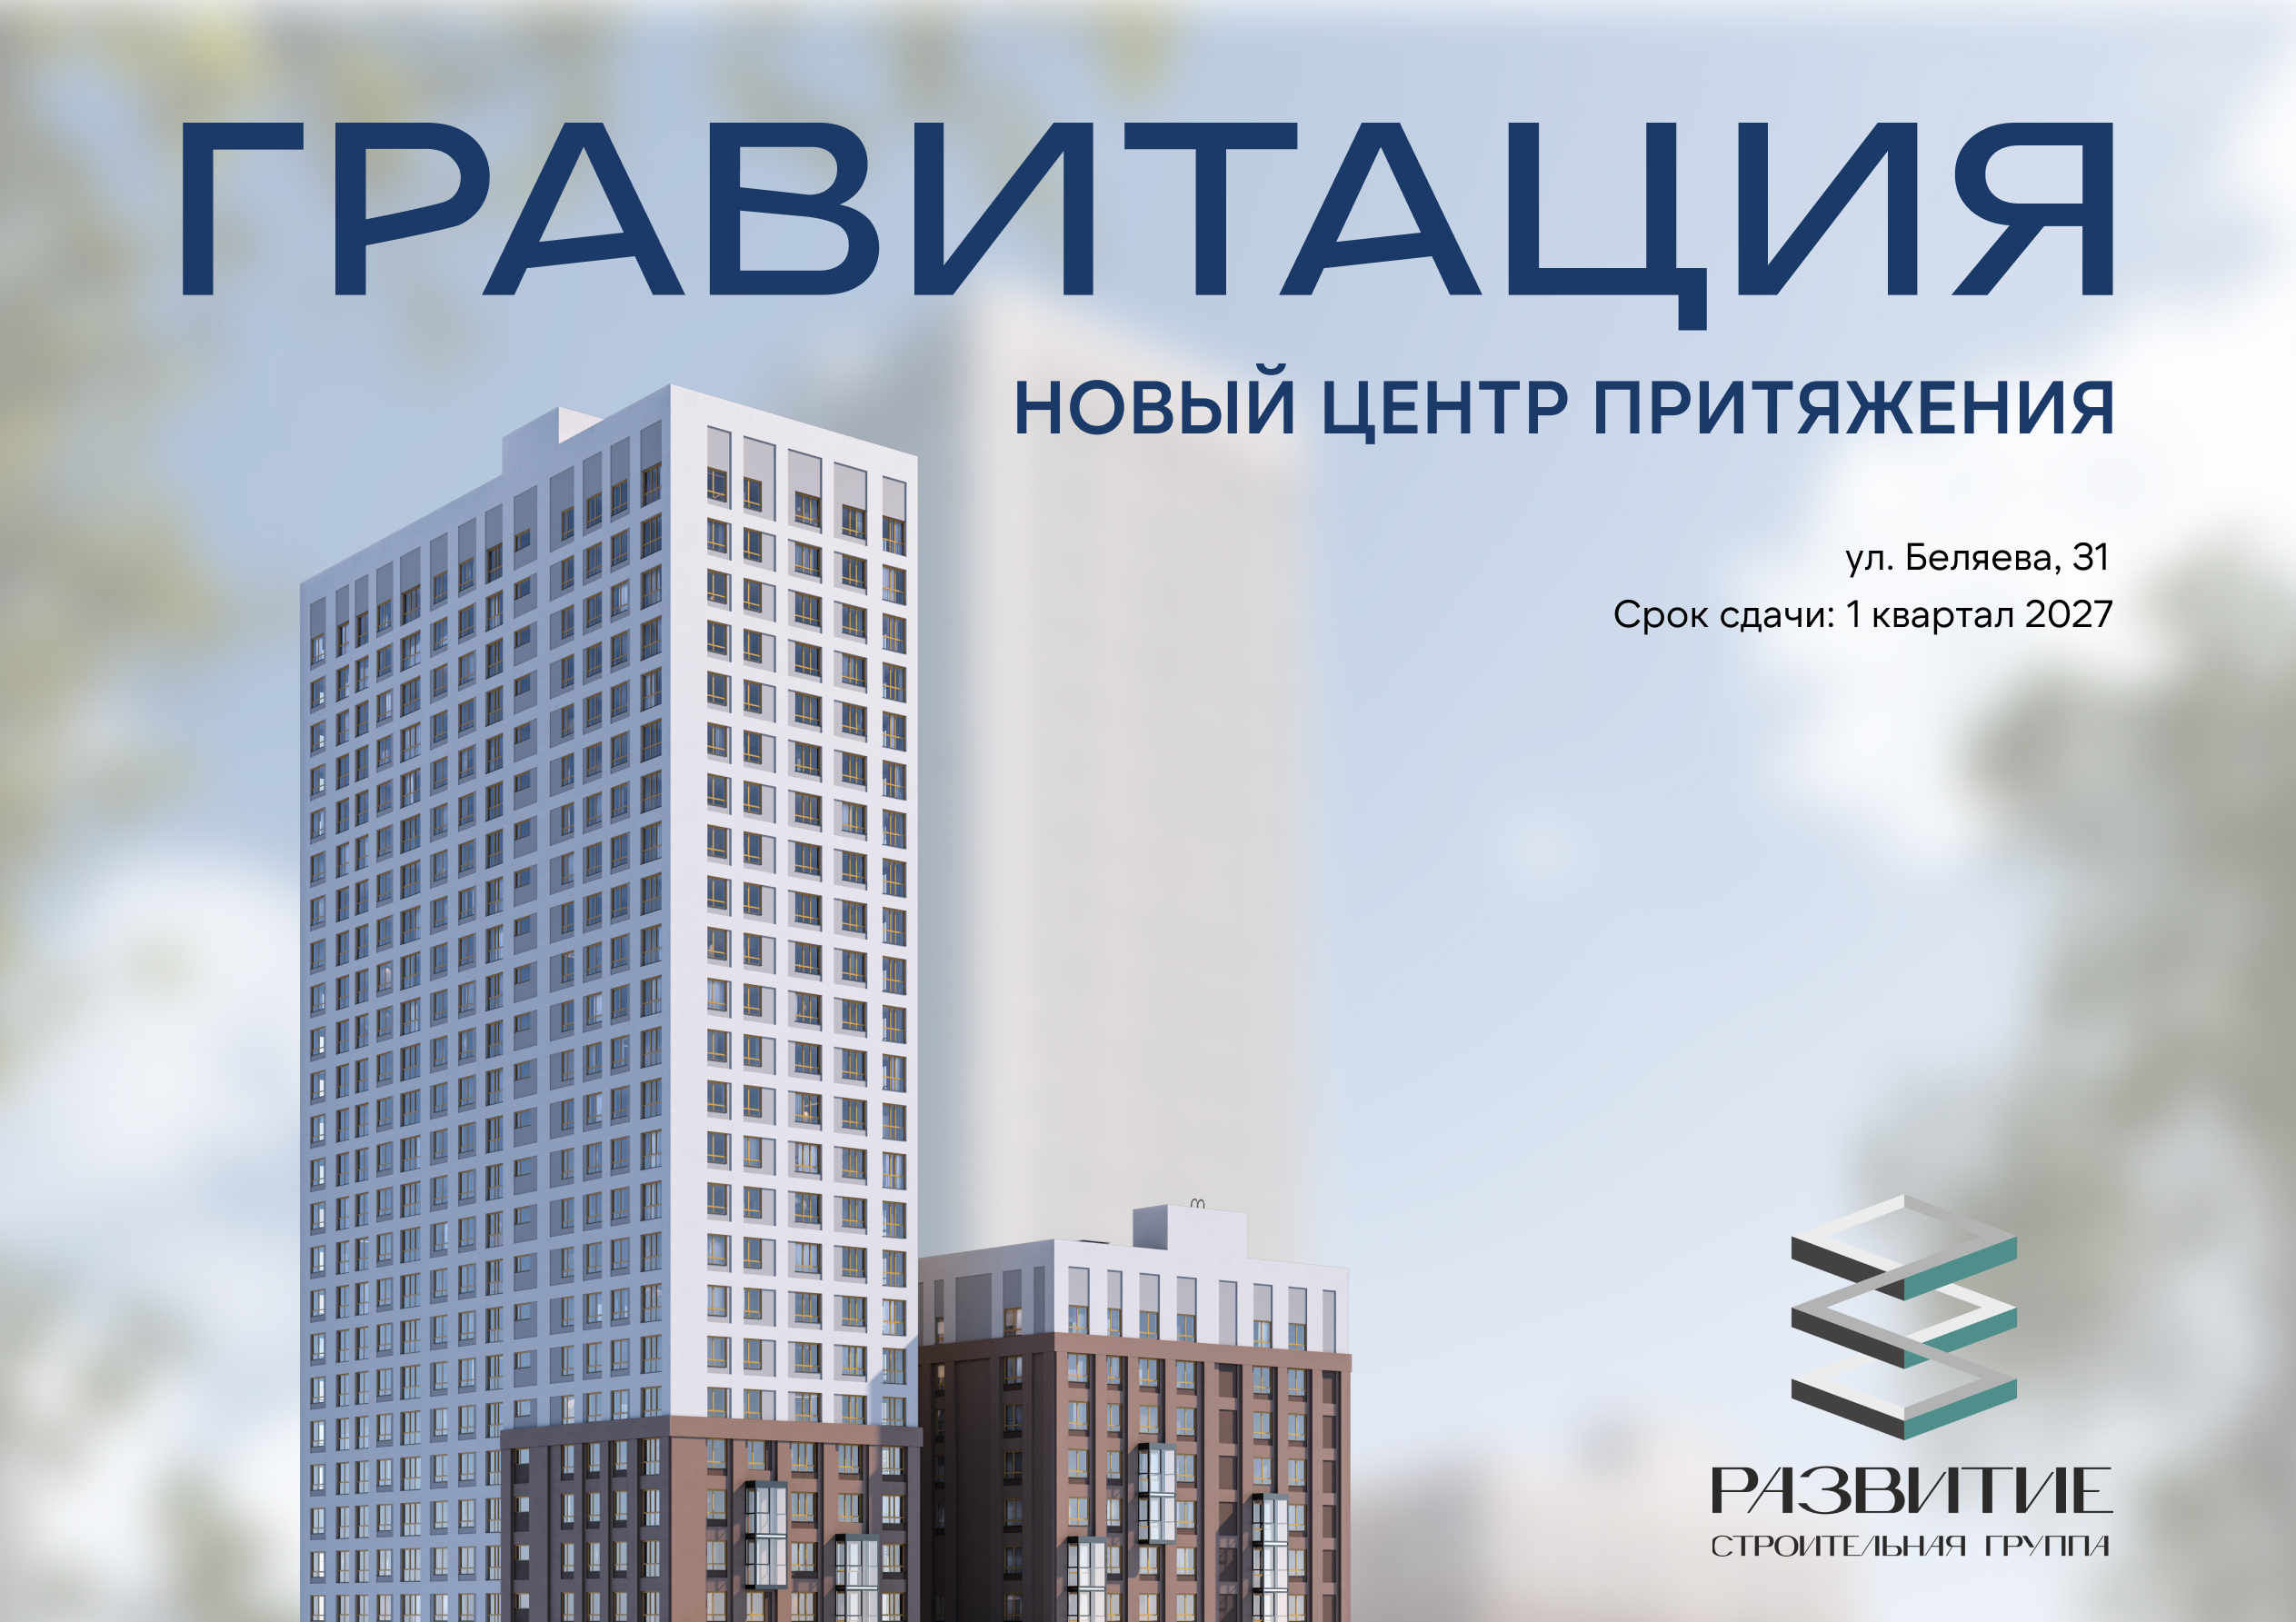 ГРАВИТАЦИЯ
НОВЫЙ ЦЕНТР ПРИТЯЖЕНИЯ
ул. Беляева, 31
Срок сдачи: 1 квартал 2027
РАЗВИТИЕ
СТРОИТЕЛЬНАЯ ГРУППА